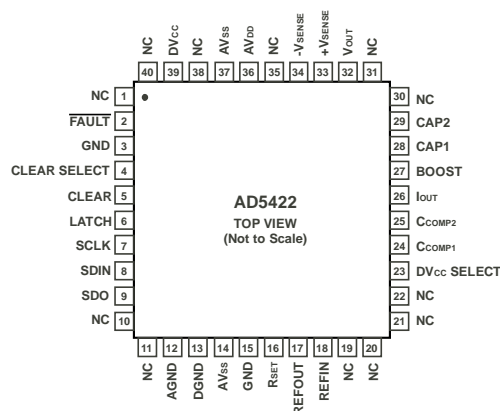 NC
DVCC
NC
AVSS
AVDD
NC
-VSENSE
+VSENSE
VOUT
NC
40 39 38 37 36 35 34 33 32 31
NC 1
FAULT 2
GND 3
CLEAR SELECT 4
CLEAR 5
LATCH 6
SCLK 7
SDIN 8
SDO 9
NC 10
AD5422
TOP VIEW
(Not to Scale)
30 NC
29 CAP2
28 CAP1
27 BOOST
26 IOUT
25 CCOMP2
24 CCOMP1
23 DVCC SELECT
22 NC
21 NC
11 12 13 14 15 16 17 18 19 20
NC
AGND
DGND
AVSS
GND
RSET
REFOUT
REFIN
NC
NC